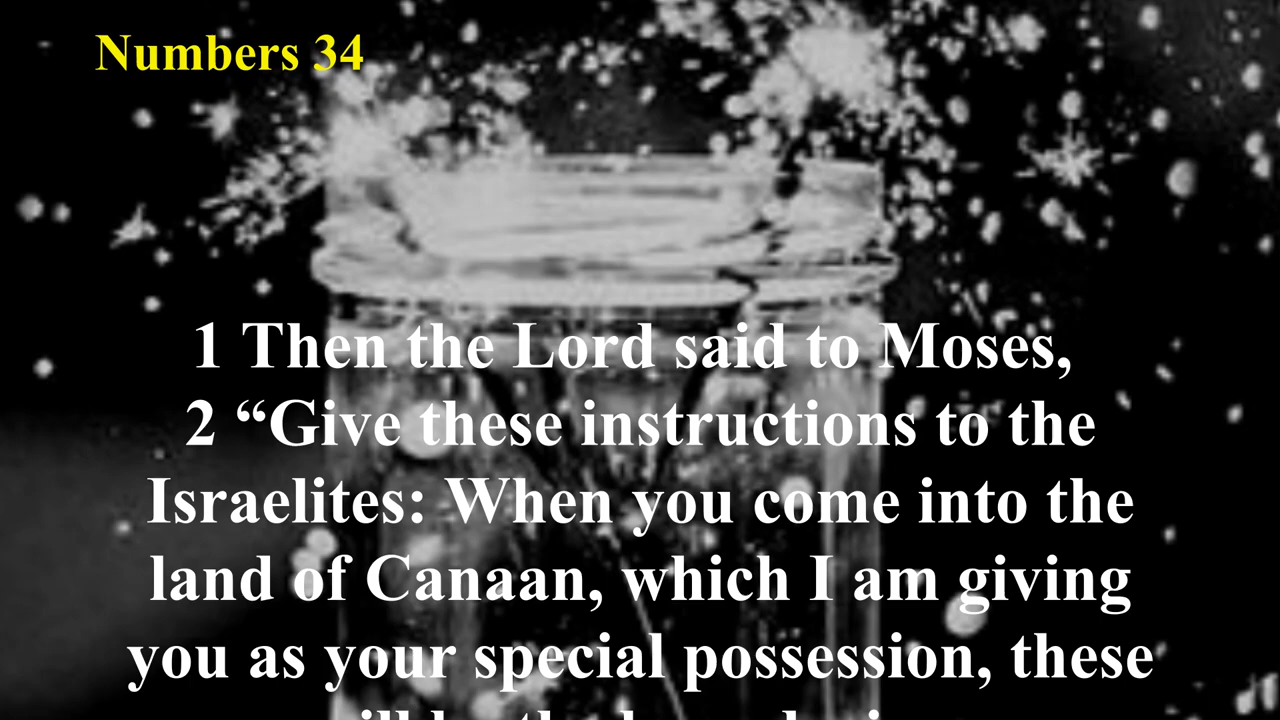 Numbers 34
1 Then the Lord said to Moses,
2 “Give these instructions to the
Israelites: When you come into the
land of Canaan, which I am giving
you as your special possession, these